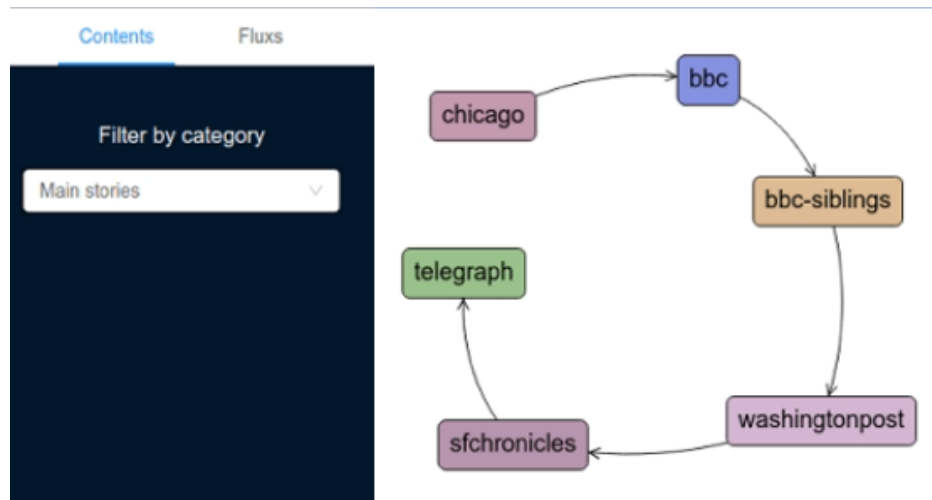 Contents Fluxs
Filter by category
Main stories
chicago
bbc
bbc-siblings
telegraph
washingtonpost
sfchronicles